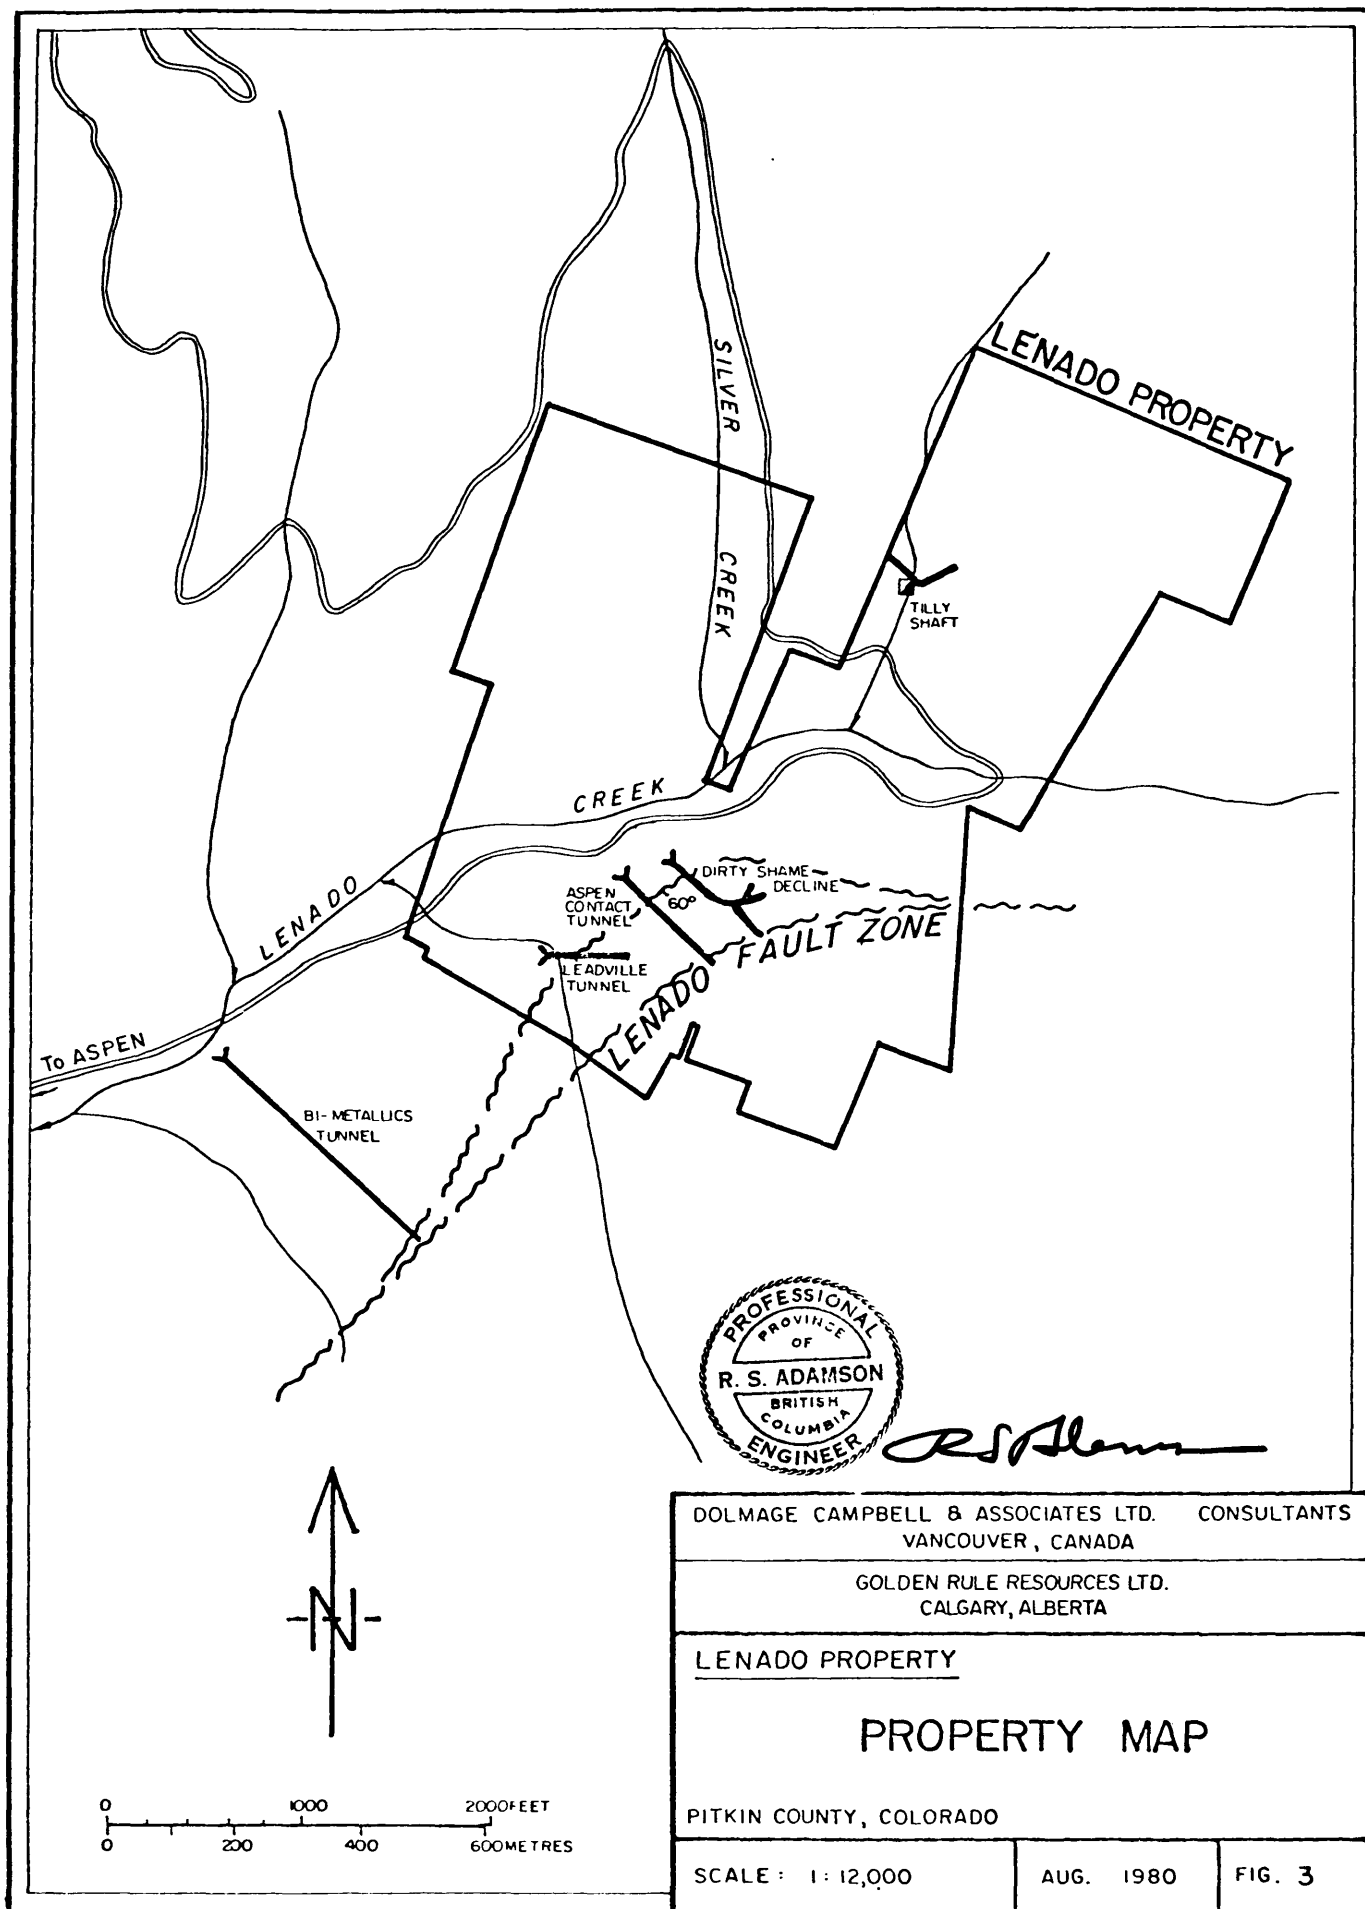 LENADO PROPERTY
SILVER
CREEK
TILLY
SHAFT
CREEK
LENADO
DIRTY SHAME
DECLINE
ASPEN
CONTACT
TUNNEL
60°
LENADO FAULT ZONE
LEADVILLE
TUNNEL
To ASPEN
BI-METALLICS
TUNNEL
PROFESSIONAL
PROVINCE
OF
R. S. ADAMSON
BRITISH
COLUMBIA
ENGINEER
N
0 1000 2000 FEET
0 200 400 600 METRES
DOLMAGE CAMPBELL & ASSOCIATES LTD. CONSULTANTS
VANCOUVER, CANADA
GOLDEN RULE RESOURCES LTD.
CALGARY, ALBERTA
LENADO PROPERTY
PROPERTY MAP
PITKIN COUNTY, COLORADO
SCALE: 1:12,000
AUG. 1980
FIG. 3